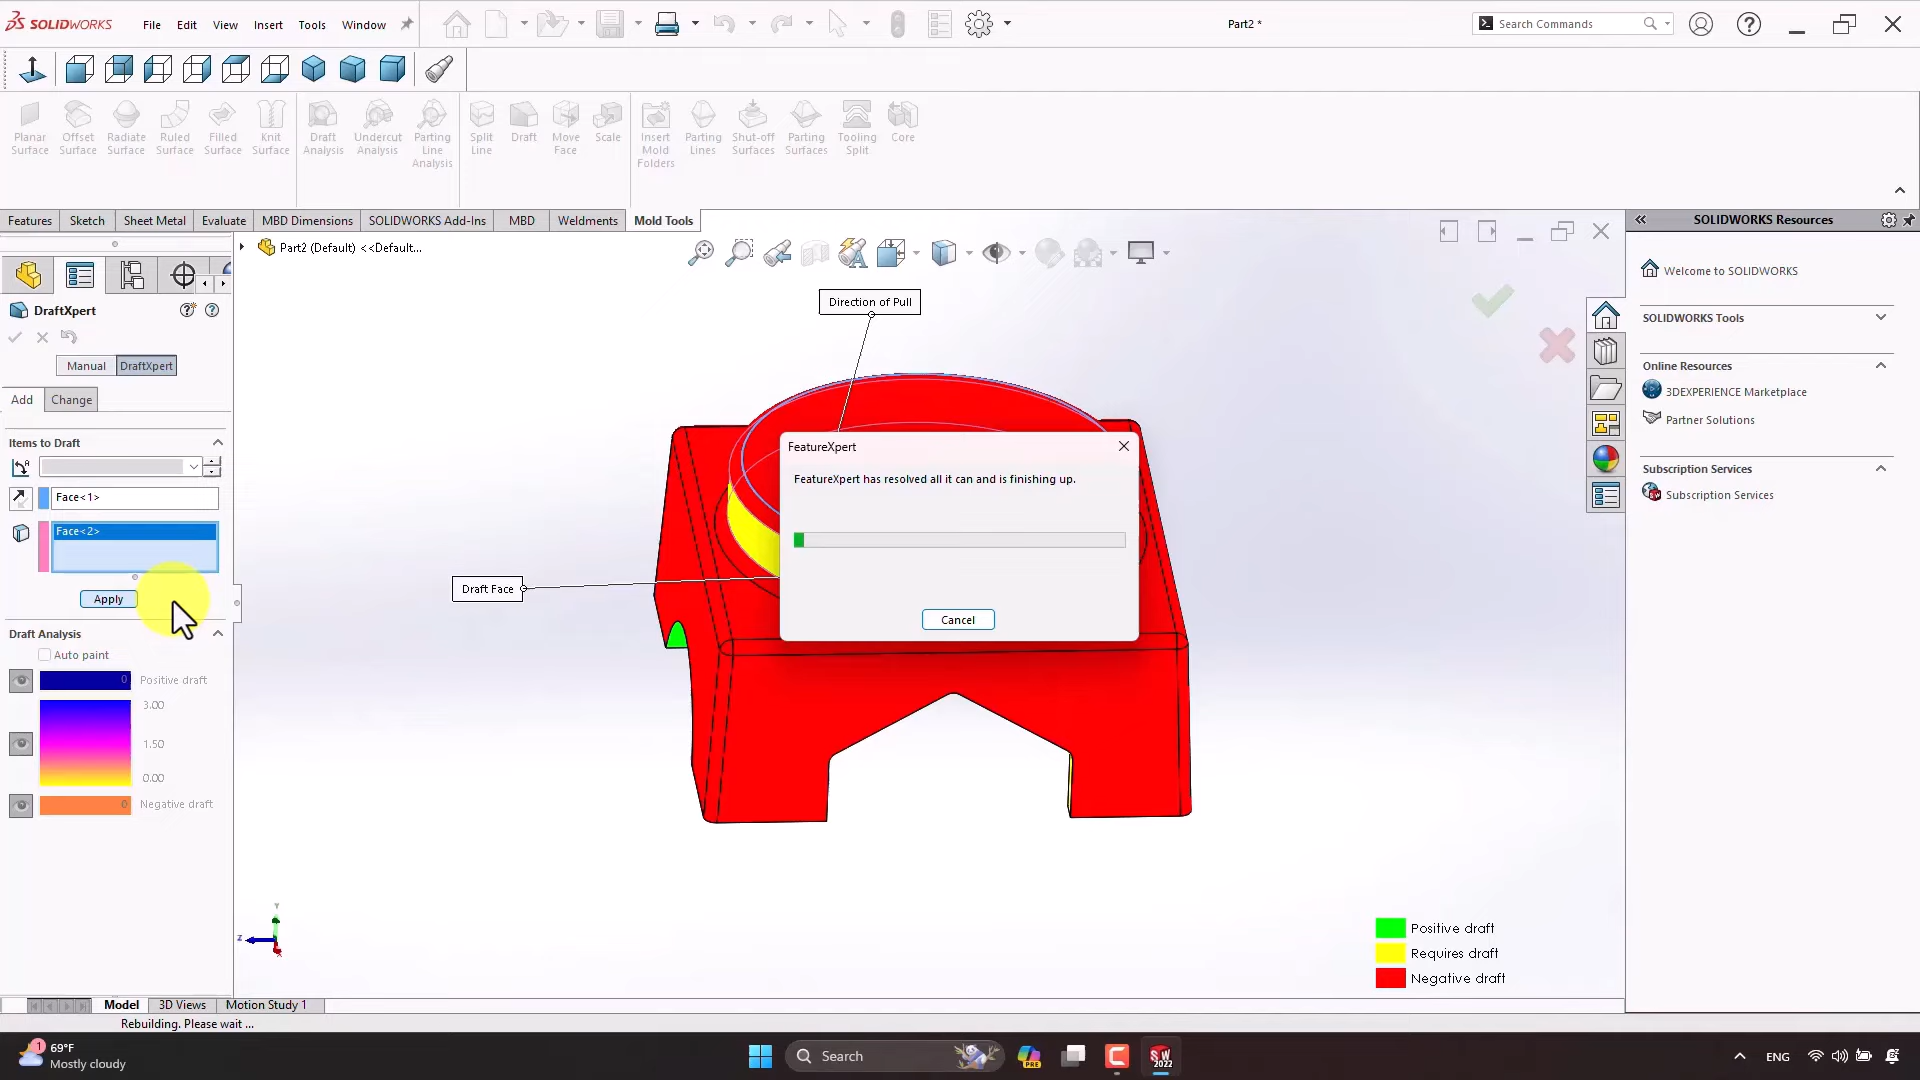 SOLIDWORKS
File
Edit
View
Insert
Tools
Window
Part2 *
Search Commands
Planar
Surface
Offset
Surface
Radiate
Surface
Ruled
Surface
Filled
Surface
Knit
Surface
Draft
Analysis
Undercut
Analysis
Parting
Line
Analysis
Split
Line
Draft
Move
Face
Scale
Insert
Mold
Folders
Parting
Lines
Shut-off
Surfaces
Parting
Surfaces
Tooling
Split
Core
Features
Sketch
Sheet Metal
Evaluate
MBD Dimensions
SOLIDWORKS Add-Ins
MBD
Weldments
Mold Tools
SOLIDWORKS Resources
Part2 (Default) <<Default...
DraftXpert
Manual
DraftXpert
Add
Change
Items to Draft
Face<1>
Face<2>
Apply
Draft Analysis
Auto paint
0
Positive draft
3.00
1.50
0.00
0
Negative draft
Direction of Pull
Draft Face
FeatureXpert
FeatureXpert has resolved all it can and is finishing up.
Cancel
Welcome to SOLIDWORKS
SOLIDWORKS Tools
Online Resources
3DEXPERIENCE Marketplace
Partner Solutions
Subscription Services
Subscription Services
Y
Z
X
Positive draft
Requires draft
Negative draft
Model
3D Views
Motion Study 1
Rebuilding. Please wait ...
1
69°F
Mostly cloudy
Search
PRE
SW
2022
ENG